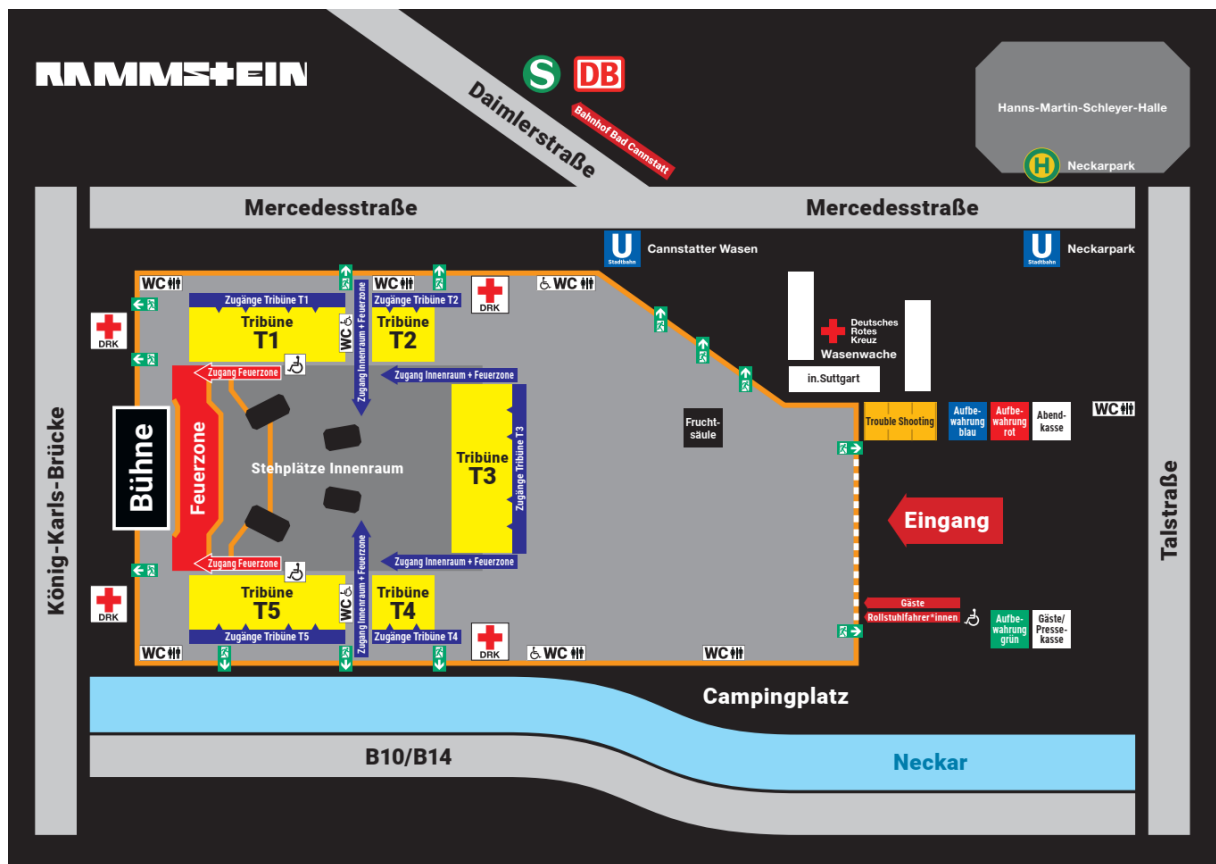 RAMMSTEIN
S
DB
Daimlerstraße
Bahnhof Bad Cannstatt
Hanns-Martin-Schleyer-Halle
H
Neckarpark
Mercedesstraße
Mercedesstraße
U
Stadtbahn
Cannstatter Wasen
U
Stadtbahn
Neckarpark
König-Karls-Brücke
Talstraße
WC
WC
WC
DRK
DRK
Zugänge Tribüne T1
Zugänge Tribüne T2
Tribüne
T1
WC
Tribüne
T2
Zugang Innenraum + Feuerzone
Deutsches
Rotes
Kreuz
Wasenwache
in.Suttgart
Zugang Feuerzone
Zugang Innenraum + Feuerzone
Bühne
Feuerzone
Stehplätze Innenraum
Tribüne
T3
Zugänge Tribüne T3
Frucht-
säule
Trouble Shooting
Aufbe-
wahrung
blau
Aufbe-
wahrung
rot
Abend-
kasse
WC
Eingang
Zugang Feuerzone
Zugang Innenraum + Feuerzone
Zugang Innenraum + Feuerzone
DRK
Tribüne
T5
WC
Tribüne
T4
Zugänge Tribüne T5
Zugänge Tribüne T4
DRK
Gäste
Rollstuhlfahrer*innen
Aufbe-
wahrung
grün
Gäste/
Presse-
kasse
WC
WC
WC
Campingplatz
B10/B14
Neckar